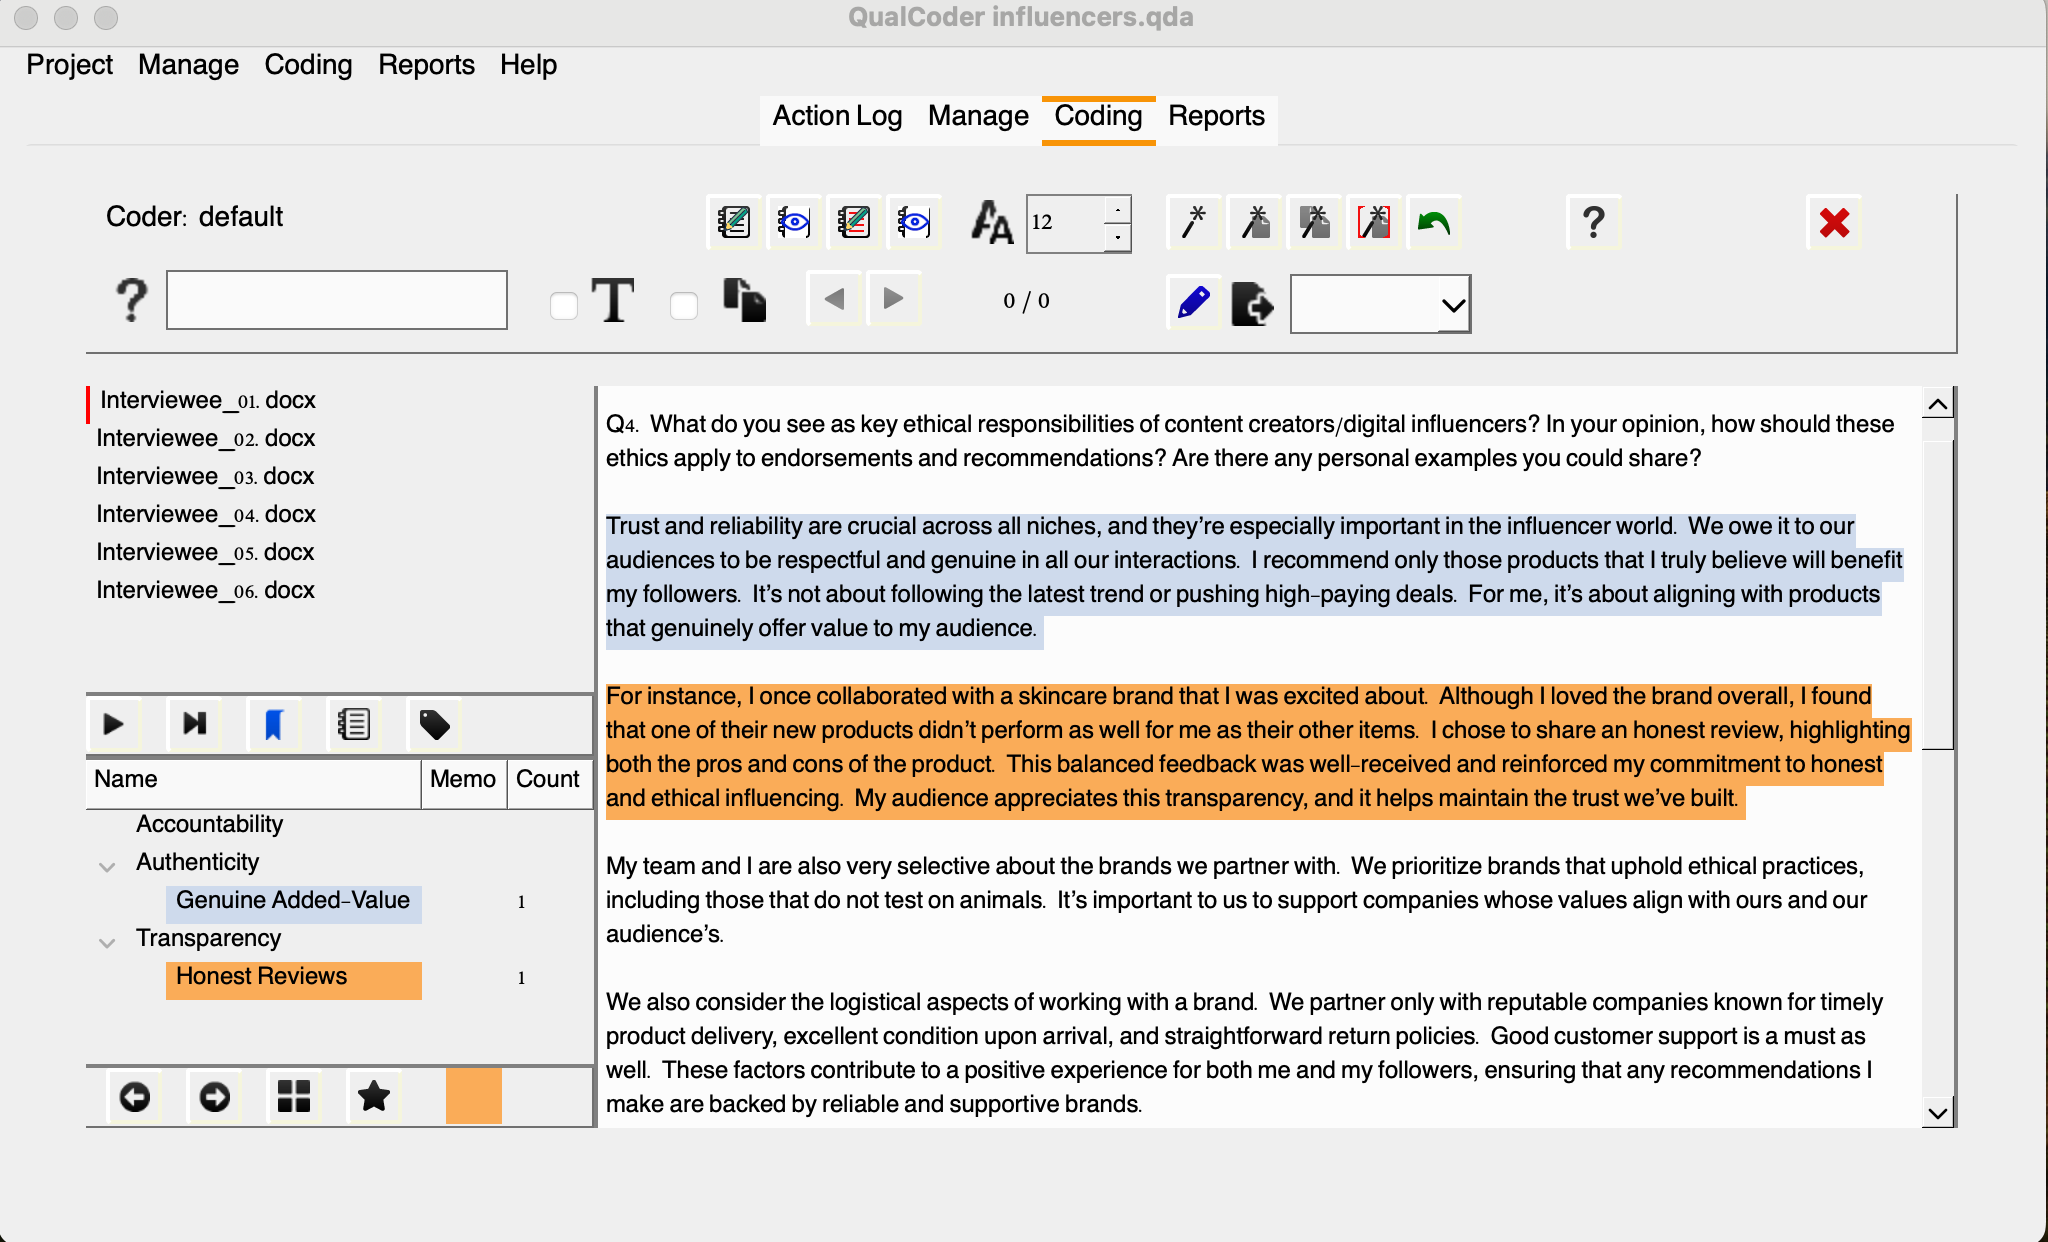 QualCoder influencers.qda
Project Manage Coding Reports Help
Action Log Manage Coding Reports
Coder: default
12
0 / 0
Interviewee_01.docx
Interviewee_02.docx
Interviewee_03.docx
Interviewee_04.docx
Interviewee_05.docx
Interviewee_06.docx
Name Memo Count
Accountability
Authenticity
Genuine Added-Value 1
Transparency
Honest Reviews 1
Q4. What do you see as key ethical responsibilities of content creators/digital influencers? In your opinion, how should these
ethics apply to endorsements and recommendations? Are there any personal examples you could share?
Trust and reliability are crucial across all niches, and they’re especially important in the influencer world. We owe it to our
audiences to be respectful and genuine in all our interactions. I recommend only those products that I truly believe will benefit
my followers. It’s not about following the latest trend or pushing high-paying deals. For me, it’s about aligning with products
that genuinely offer value to my audience.
For instance, I once collaborated with a skincare brand that I was excited about. Although I loved the brand overall, I found
that one of their new products didn’t perform as well for me as their other items. I chose to share an honest review, highlighting
both the pros and cons of the product. This balanced feedback was well-received and reinforced my commitment to honest
and ethical influencing. My audience appreciates this transparency, and it helps maintain the trust we’ve built.
My team and I are also very selective about the brands we partner with. We prioritize brands that uphold ethical practices,
including those that do not test on animals. It’s important to us to support companies whose values align with ours and our
audience’s.
We also consider the logistical aspects of working with a brand. We partner only with reputable companies known for timely
product delivery, excellent condition upon arrival, and straightforward return policies. Good customer support is a must as
well. These factors contribute to a positive experience for both me and my followers, ensuring that any recommendations I
make are backed by reliable and supportive brands.